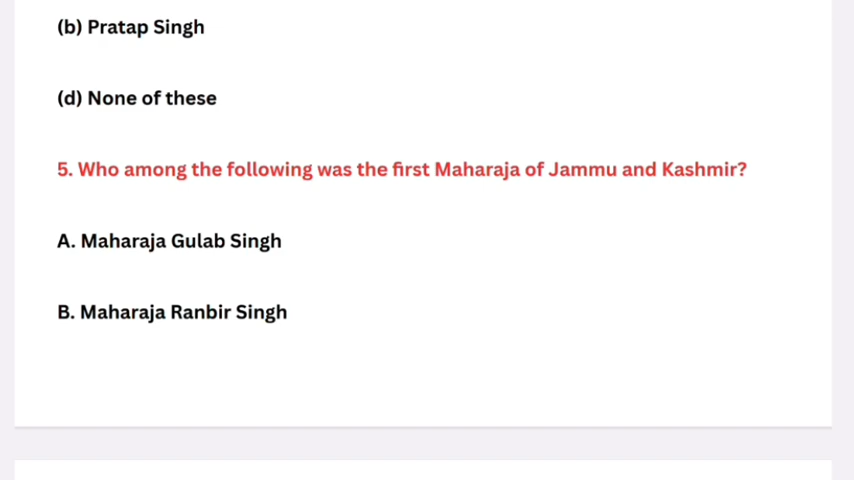 (b) Pratap Singh
(d) None of these
5. Who among the following was the first Maharaja of Jammu and Kashmir?
A. Maharaja Gulab Singh
B. Maharaja Ranbir Singh